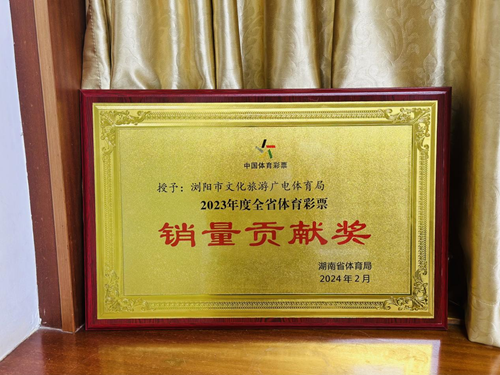 中国体育彩票
授予：浏阳市文化旅游广电体育局
2023年度全省体育彩票
销量贡献奖
湖南省体育局
2024年2月